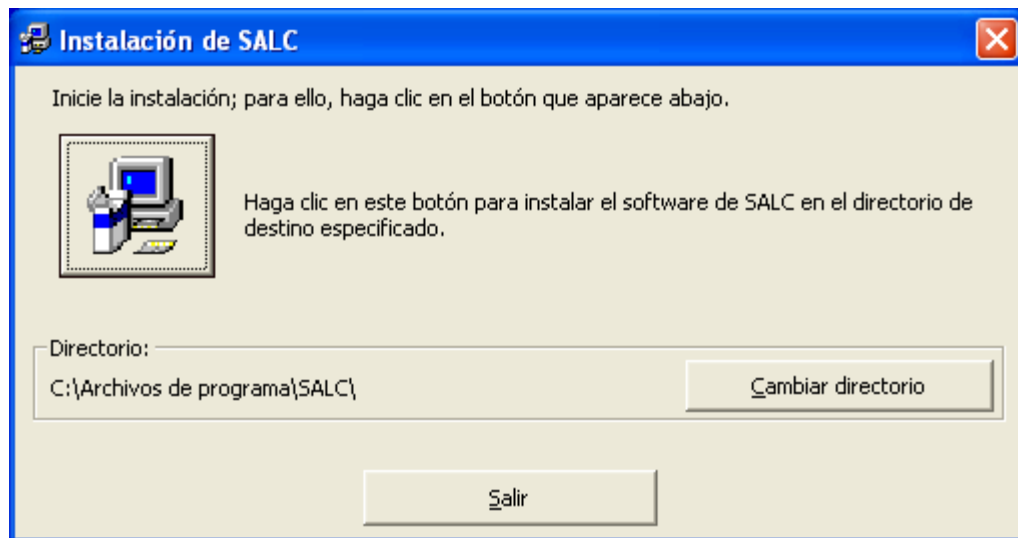 Instalación de SALC
Inicie la instalación; para ello, haga clic en el botón que aparece abajo.
Haga clic en este botón para instalar el software de SALC en el directorio de
destino especificado.
Directorio:
C:\Archivos de programa\SALC\
Cambiar directorio
Salir